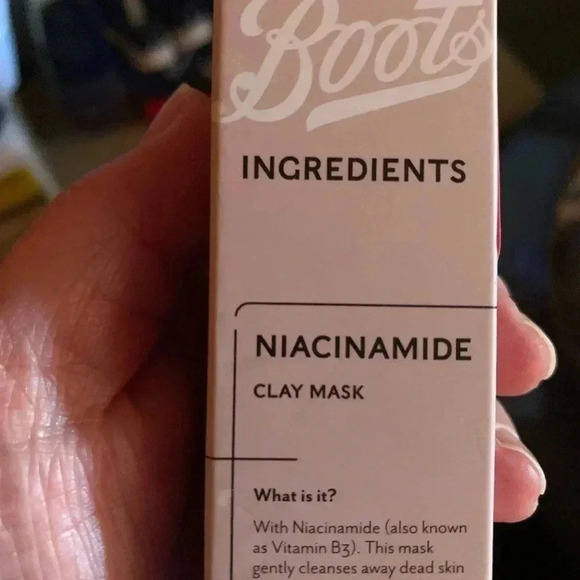 Boots
INGREDIENTS
NIACINAMIDE
CLAY MASK
What is it?
With Niacinamide (also known
as Vitamin B3). This mask
gently cleanses away dead skin